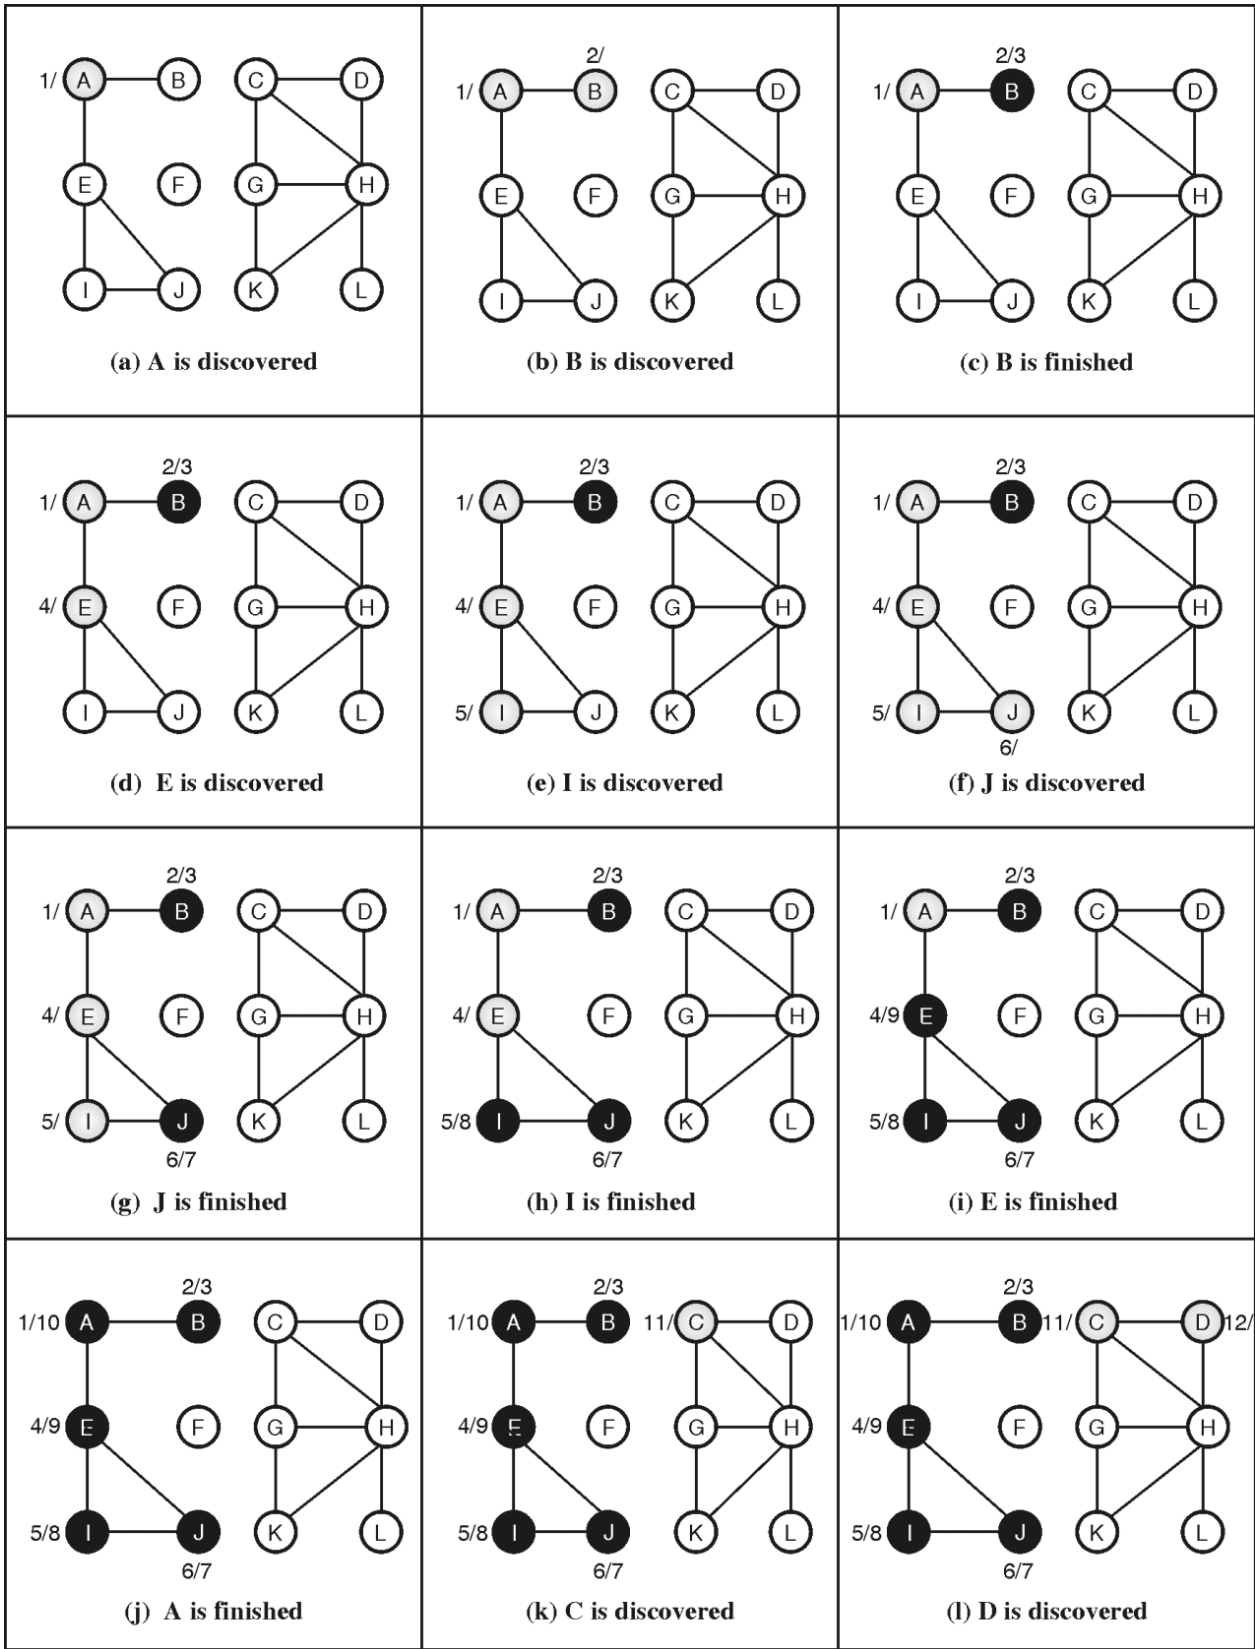 2/ 2/3
1/ A B C D 1/ A B C D 1/ A B C D
E F G H E F G H E F G H
I J K L I J K L I J K L
(a) A is discovered (b) B is discovered (c) B is finished
2/3 2/3 2/3
1/ A B C D 1/ A B C D 1/ A B C D
4/ E F G H 4/ E F G H 4/ E F G H
I J K L 5/ I J K L 5/ I J K L
6/
(d) E is discovered (e) I is discovered (f) J is discovered
2/3 2/3 2/3
1/ A B C D 1/ A B C D 1/ A B C D
4/ E F G H 4/ E F G H 4/9 E F G H
5/ I J K L 5/8 I J K L 5/8 I J K L
6/7 6/7 6/7
(g) J is finished (h) I is finished (i) E is finished
2/3 2/3 2/3
1/10 A B C D 1/10 A B 11/ C D 1/10 A B 11/ C D 12/
4/9 E F G H 4/9 E F G H 4/9 E F G H
5/8 I J K L 5/8 I J K L 5/8 I J K L
6/7 6/7 6/7
(j) A is finished (k) C is discovered (l) D is discovered